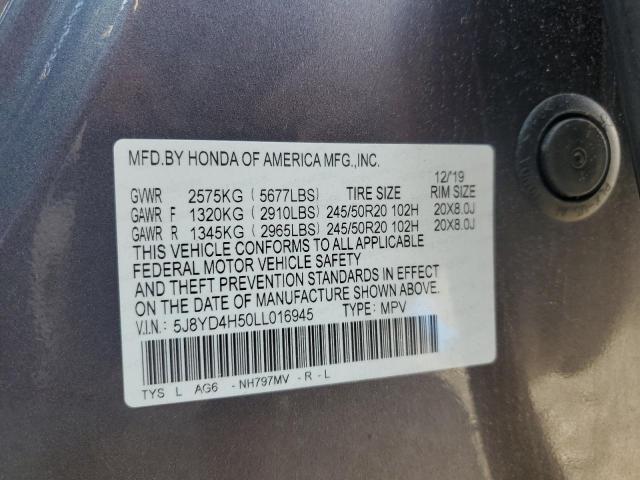 MFD.BY HONDA OF AMERICA MFG.,INC.
12/'19
GVWR 2575KG ( 5677LBS) TIRE SIZE RIM SIZE
GAWR F 1320KG ( 2910LBS) 245/50R20 102H 20X8.0J
GAWR R 1345KG ( 2965LBS) 245/50R20 102H 20X8.0J
THIS VEHICLE CONFORMS TO ALL APPLICABLE
FEDERAL MOTOR VEHICLE SAFETY
AND THEFT PREVENTION STANDARDS IN EFFECT
ON THE DATE OF MANUFACTURE SHOWN ABOVE.
V.I.N.: 5J8YD4H50LL016945 TYPE: MPV
TYS L AG6 -NH797MV -R-L